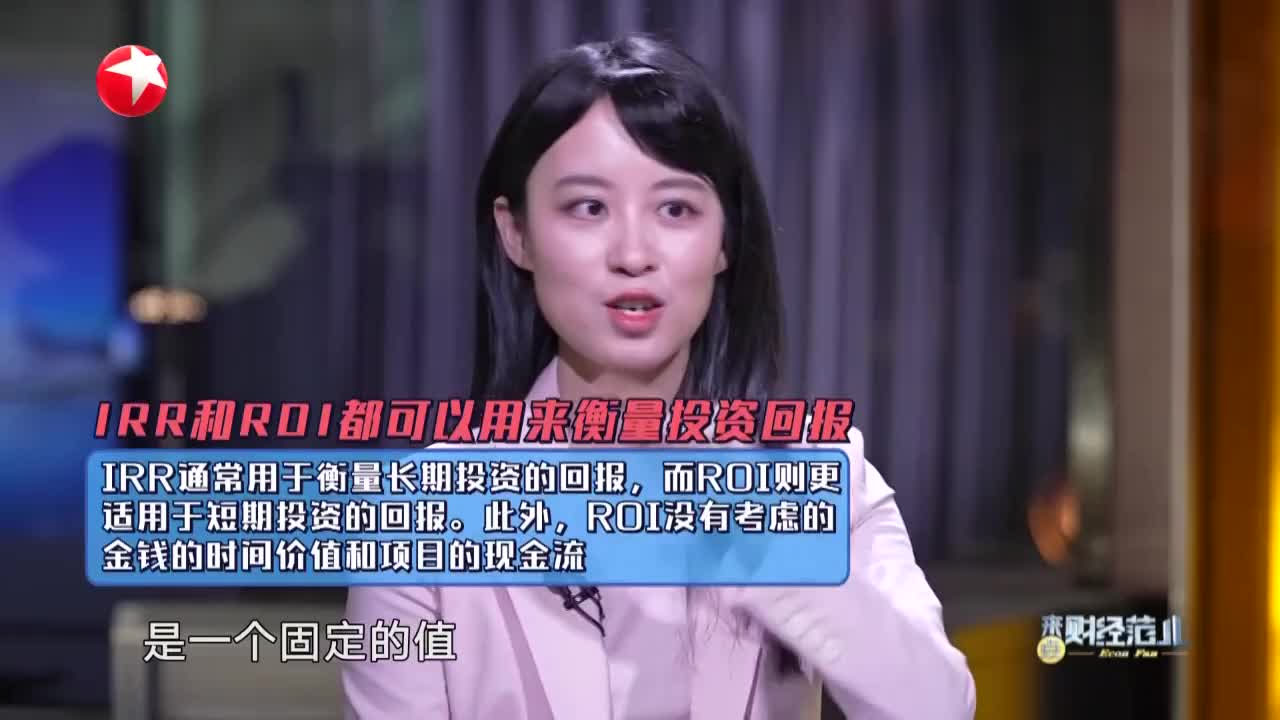 IRR和ROI都可以用来衡量投资回报
IRR通常用于衡量长期投资的回报，而ROI则更
适用于短期投资的回报。此外，ROI没有考虑的
金钱的时间价值和项目的现金流
是一个固定的值
来点财经范儿
Econ Fan